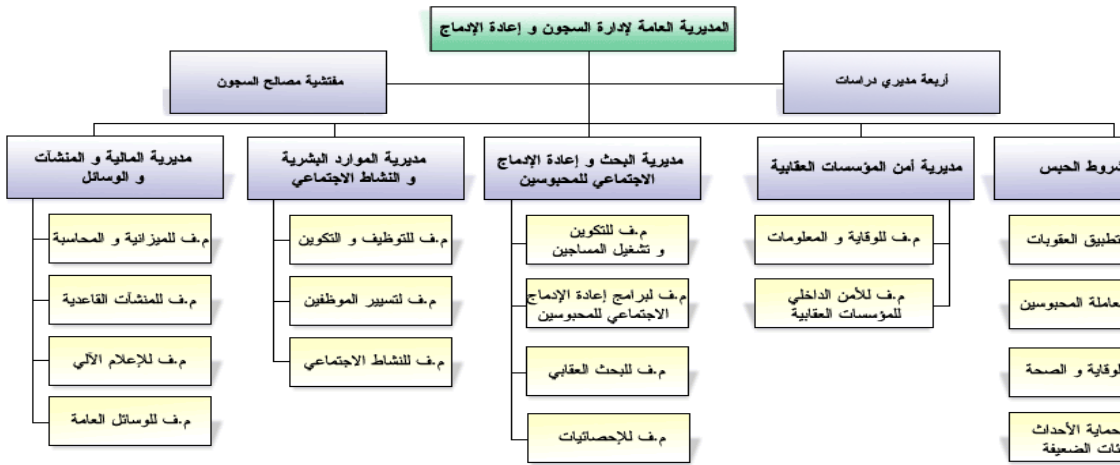 المديرية العامة لإدارة السجون و إعادة الإدماج
أربعة مديري دراسات
مفتشية مصالح السجون
شروط الحبس
تطبيق العقوبات
المحبوسين
و الصحة
حماية الأحداث
الضعيفة
مديرية أمن المؤسسات العقابية
م.ف للوقاية و المعلومات
م.ف للأمن الداخلي
للمؤسسات العقابية
مديرية البحث و إعادة الإدماج
الاجتماعي للمحبوسين
م.ف للتكوين
و تشغيل المساجين
م.ف لبرامج إعادة الإدماج
الاجتماعي للمحبوسين
م.ف للبحث العقابي
م.ف للإحصائيات
مديرية الموارد البشرية
و النشاط الاجتماعي
م.ف للتوظيف و التكوين
م.ف لتسيير الموظفين
م.ف للنشاط الاجتماعي
مديرية المالية و المنشآت
و الوسائل
م.ف للميزانية و المحاسبة
م.ف للمنشآت القاعدية
م.ف للإعلام الآلي
م.ف للوسائل العامة